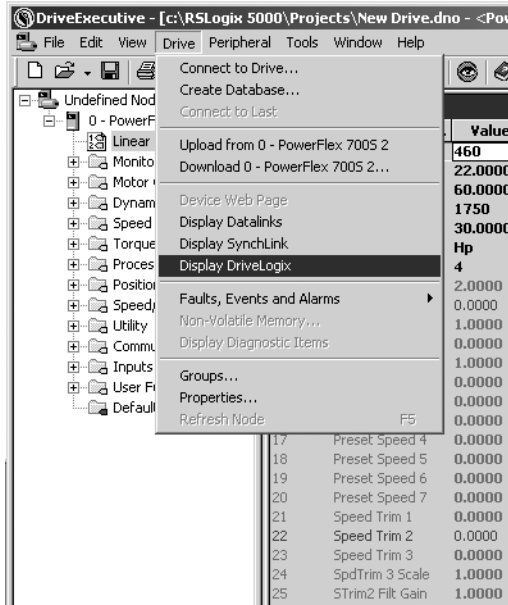 DriveExecutive - [c:\RSLogix 5000\Projects\New Drive.dno - <Pow
File Edit View Drive Peripheral Tools Window Help
Undefined Nod
0 - PowerF
Linear
Monito
Motor
Dynam
Speed
Torque
Proces
Position
Speed/
Utility
Commu
Inputs
User Fu
Default
Connect to Drive...
Create Database...
Connect to Last
Upload from 0 - PowerFlex 700S 2
Download 0 - PowerFlex 700S 2...
Device Web Page
Display Datalinks
Display SynchLink
Display DriveLogix
Faults, Events and Alarms
Non-Volatile Memory...
Display Diagnostic Items
Groups...
Properties...
Refresh Node F5
Value
460
22.0000
60.0000
1750
30.0000
Hp
4
2.0000
0.0000
1.0000
0.0000
1.0000
0.0000
0.0000
0.0000
17 Preset Speed 4 0.0000
18 Preset Speed 5 0.0000
19 Preset Speed 6 0.0000
20 Preset Speed 7 0.0000
21 Speed Trim 1 0.0000
22 Speed Trim 2 0.0000
23 Speed Trim 3 0.0000
24 SpdTrim 3 Scale 1.0000
25 STrim2 Filt Gain 1.0000